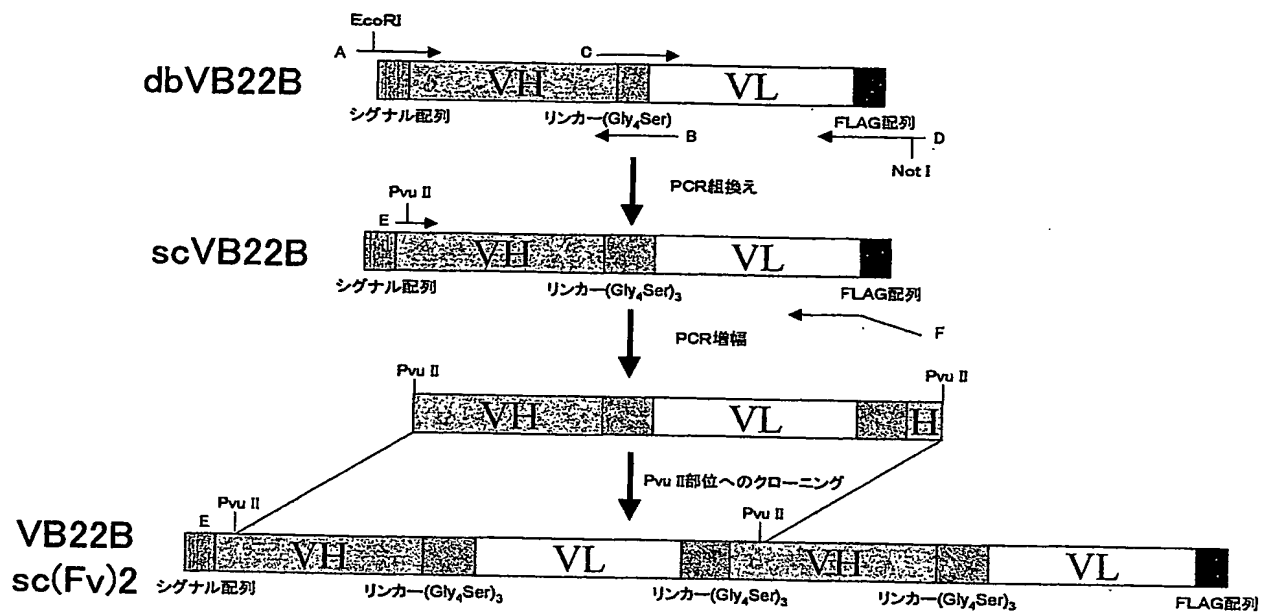 EcoRI
A
C
dbVB22B
VH
VL
シグナル配列
リンカー(Gly₄Ser)
FLAG配列
B
D
Not I
PCR組換え
Pvu II
E
scVB22B
VH
VL
シグナル配列
リンカー(Gly₄Ser)₃
FLAG配列
F
PCR増幅
Pvu II
Pvu II
VH
VL
H
Pvu II部位へのクローニング
Pvu II
Pvu II
E
VB22B
sc(Fv)2
VH
VL
VH
VL
シグナル配列
リンカー(Gly₄Ser)₃
リンカー(Gly₄Ser)₃
リンカー(Gly₄Ser)₃
FLAG配列